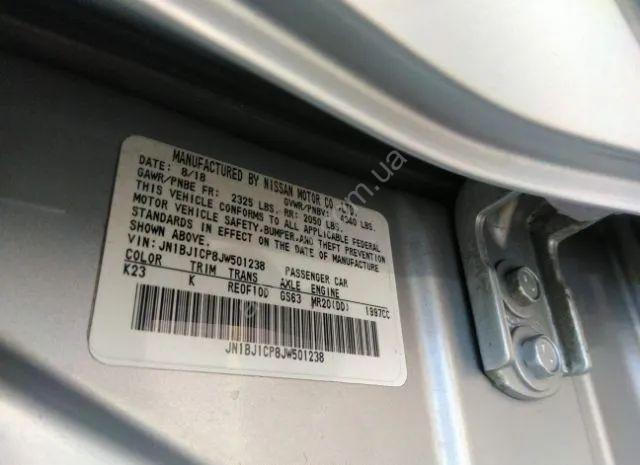 MANUFACTURED BY NISSAN MOTOR CO.,LTD.
DATE: 8/18 GVWR/PNBV: 4340 LBS.
GAWR/PNBE FR: 2325 LBS. RR: 2050 LBS.
THIS VEHICLE CONFORMS TO ALL APPLICABLE FEDERAL
MOTOR VEHICLE SAFETY, BUMPER, AND THEFT PREVENTION
STANDARDS IN EFFECT ON THE DATE OF MANUFACTURE
SHOWN ABOVE.
VIN: JN1BJ1CP8JW501238 PASSENGER CAR
COLOR TRIM TRANS AXLE ENGINE
K23 K RE0F10D GS63 MR20(DD) 1997CC
JN1BJ1CP8JW501238